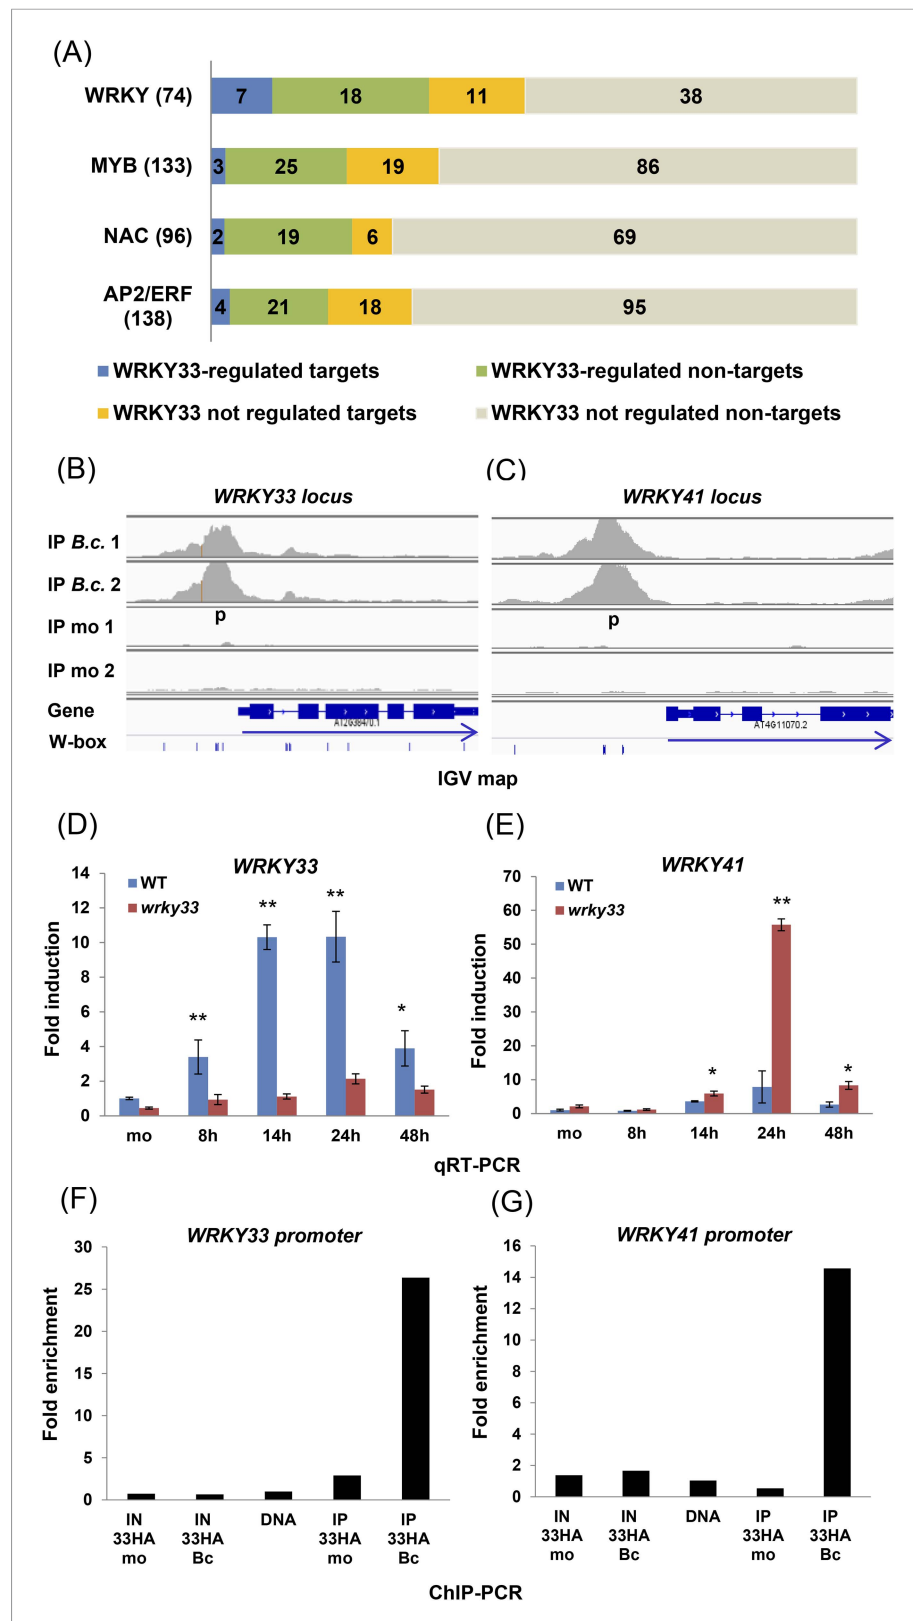 (A)
WRKY (74) 7 18 11 38
MYB (133) 3 25 19 86
NAC (96) 2 19 6 69
AP2/ERF
(138) 4 21 18 95
WRKY33-regulated targets WRKY33-regulated non-targets
WRKY33 not regulated targets WRKY33 not regulated non-targets
(B) (C)
WRKY33 locus WRKY41 locus
IP B.c. 1
IP B.c. 2
p p
IP mo 1
IP mo 2
Gene
AT4G11070.2
W-box
IGV map
(D) (E)
WRKY33 WRKY41
Fold induction
14
12
10
8
6
4
2
0
WT
wrky33
** ** ** *
mo 8h 14h 24h 48h
Fold induction
70
60
50
40
30
20
10
0
WT
wrky33
* ** *
mo 8h 14h 24h 48h
qRT-PCR
(F) (G)
WRKY33 promoter WRKY41 promoter
Fold enrichment
30
25
20
15
10
5
0
IN IN DNA IP IP
33HA 33HA 33HA 33HA
mo Bc mo Bc
Fold enrichment
16
14
12
10
8
6
4
2
0
IN IN DNA IP IP
33HA 33HA 33HA 33HA
mo Bc mo Bc
ChIP-PCR